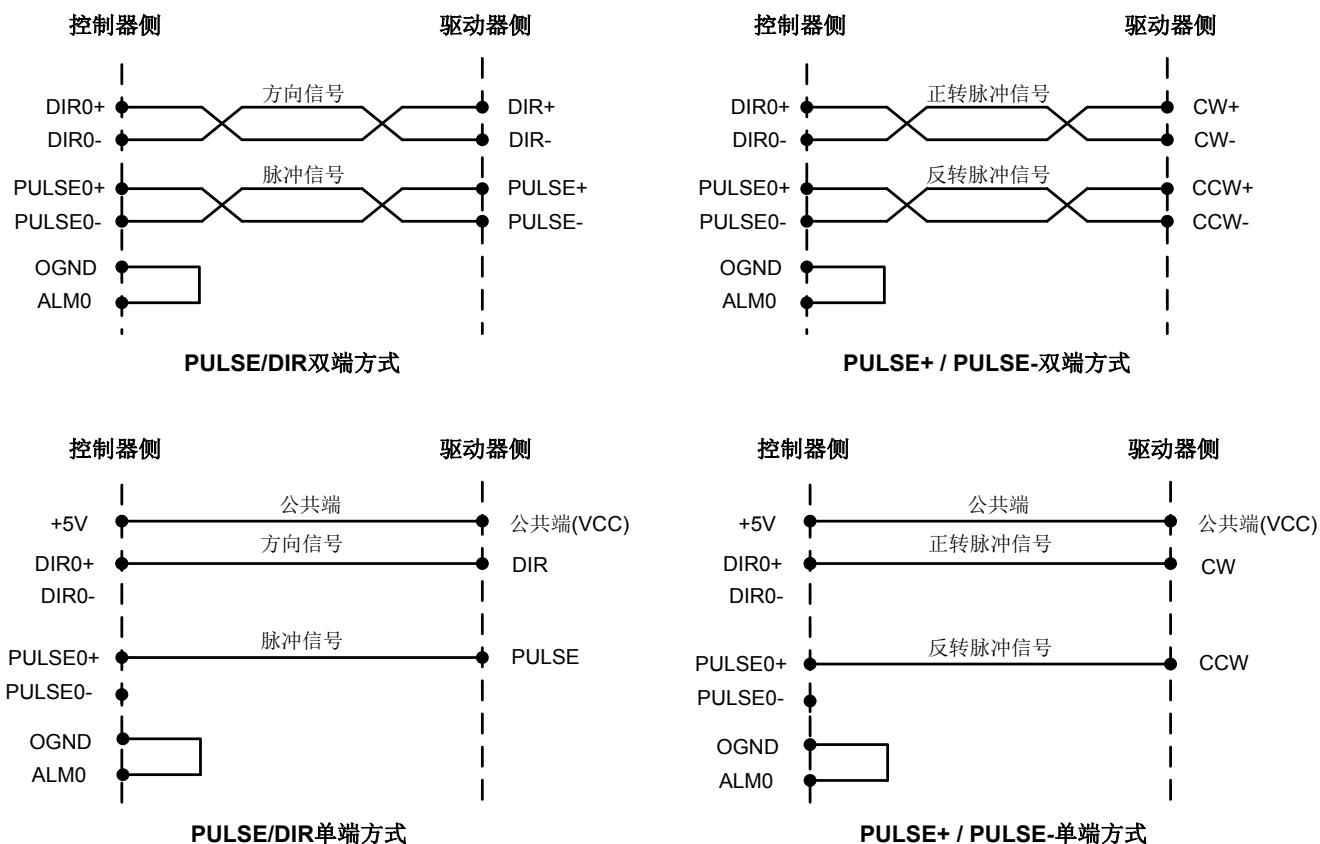 控制器侧 驱动器侧
方向信号
DIR0+ DIR+
DIR0- DIR-
脉冲信号
PULSE0+ PULSE+
PULSE0- PULSE-
OGND
ALM0
PULSE/DIR双端方式
控制器侧 驱动器侧
正转脉冲信号
DIR0+ CW+
DIR0- CW-
反转脉冲信号
PULSE0+ CCW+
PULSE0- CCW-
OGND
ALM0
PULSE+ / PULSE-双端方式
控制器侧 驱动器侧
公共端
+5V 公共端(VCC)
方向信号
DIR0+ DIR
DIR0-
脉冲信号
PULSE0+ PULSE
PULSE0-
OGND
ALM0
PULSE/DIR单端方式
控制器侧 驱动器侧
公共端
+5V 公共端(VCC)
正转脉冲信号
DIR0+ CW
DIR0-
反转脉冲信号
PULSE0+ CCW
PULSE0-
OGND
ALM0
PULSE+ / PULSE-单端方式